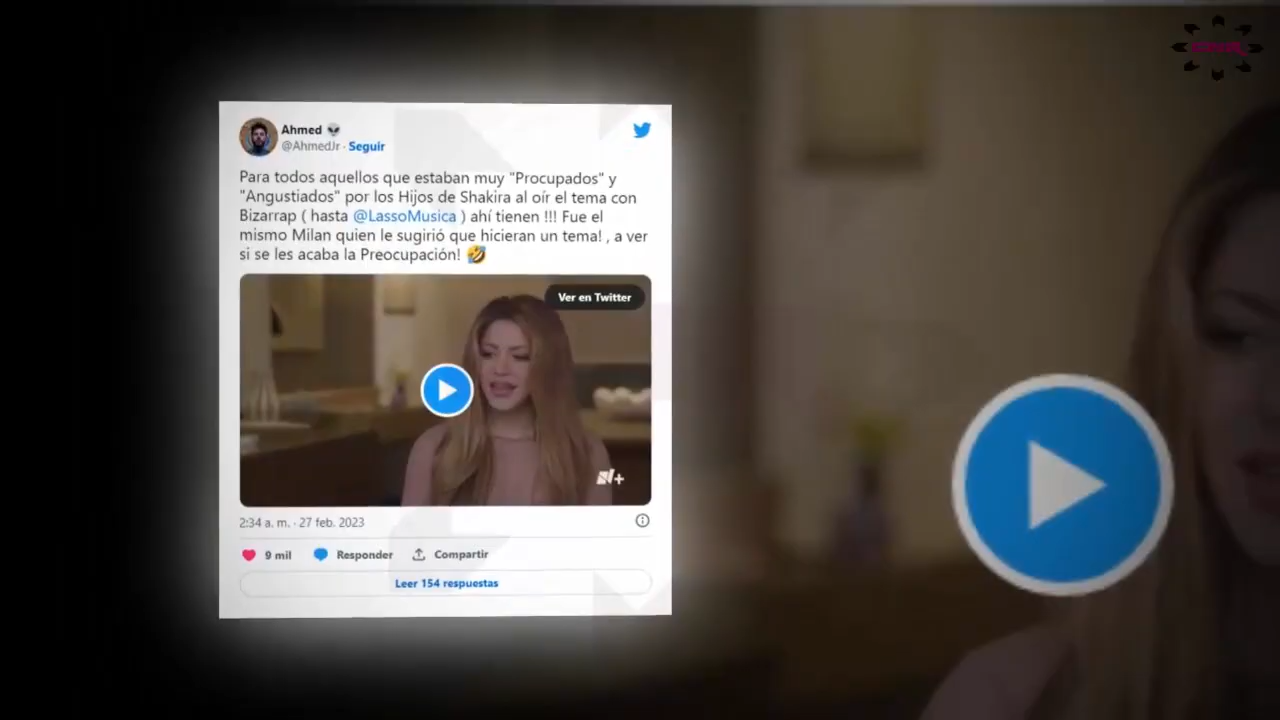 Ahmed
@AhmedJr · Seguir
Para todos aquellos que estaban muy "Procupados" y
"Angustiados" por los Hijos de Shakira al oír el tema con
Bizarrap ( hasta @LassoMusica ) ahí tienen !!! Fue el
mismo Milan quien le sugirió que hicieran un tema! , a ver
si se les acaba la Preocupación! 🤣
Ver en Twitter
N+
2:34 a. m. · 27 feb. 2023
9 mil
Responder
Compartir
Leer 154 respuestas